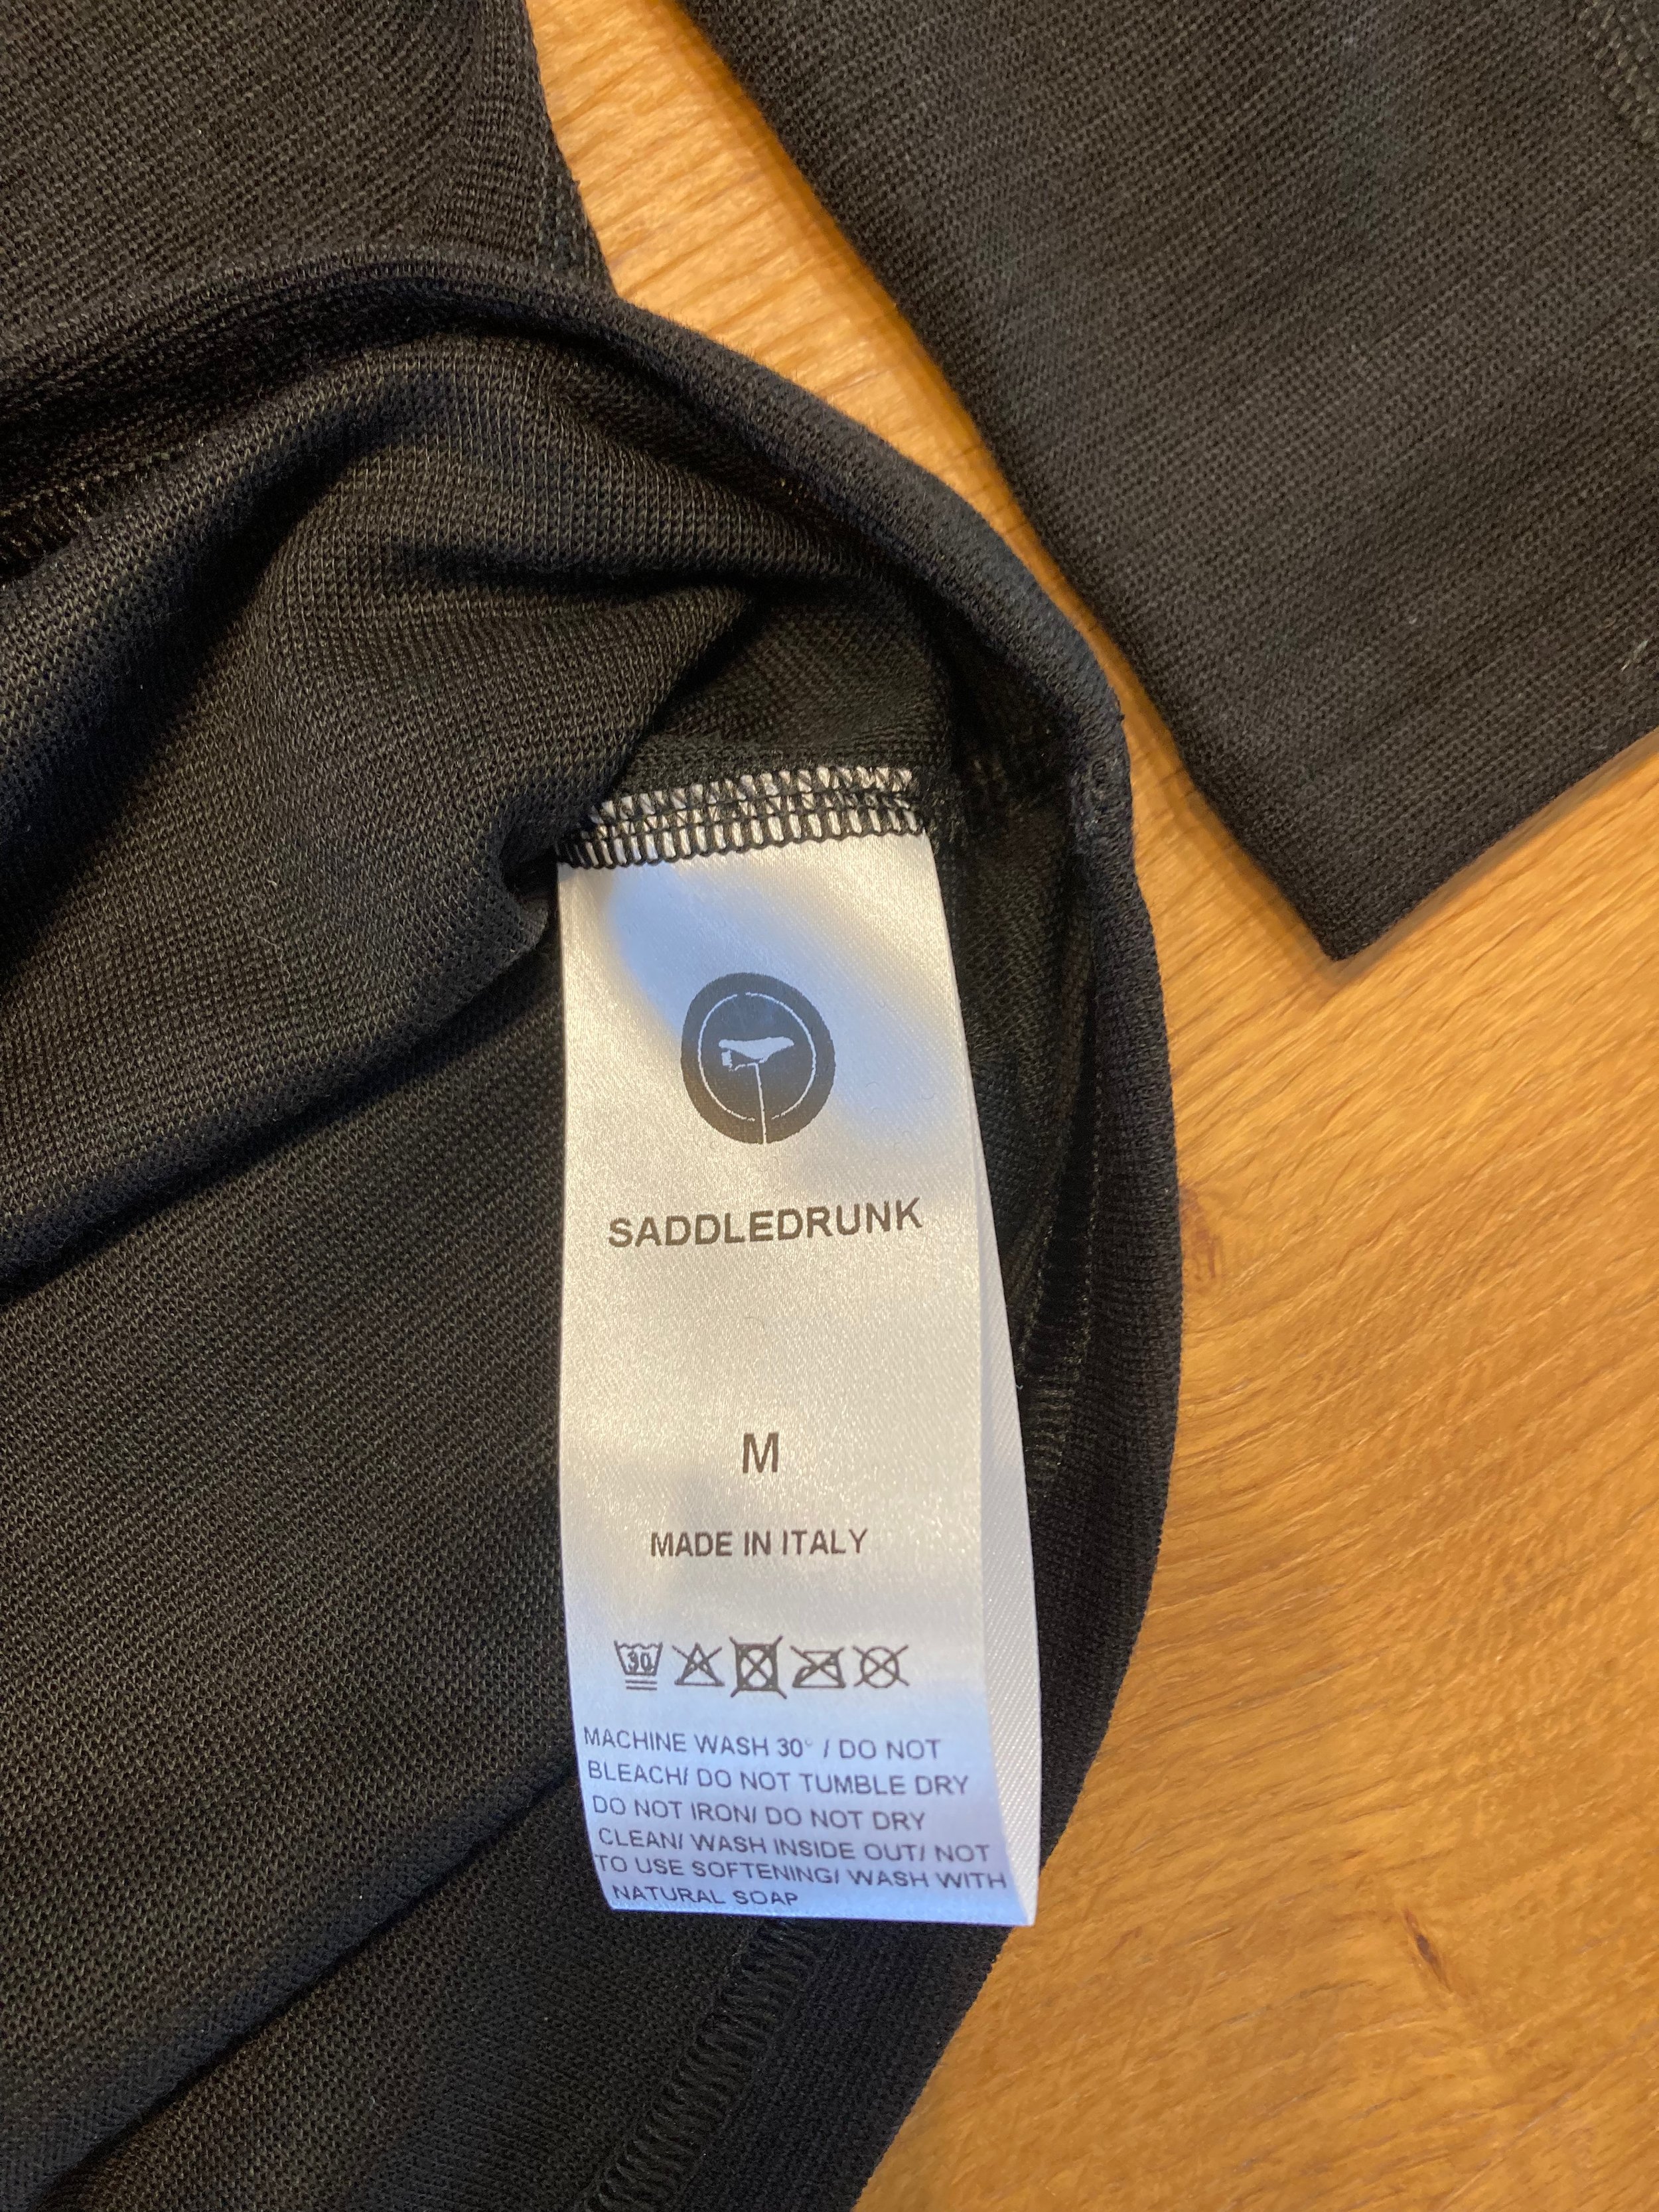 SADDLEDRUNK
M
MADE IN ITALY
30
MACHINE WASH 30° / DO NOT
BLEACH/ DO NOT TUMBLE DRY
DO NOT IRON/ DO NOT DRY
CLEAN/ WASH INSIDE OUT/ NOT
TO USE SOFTENING/ WASH WITH
NATURAL SOAP